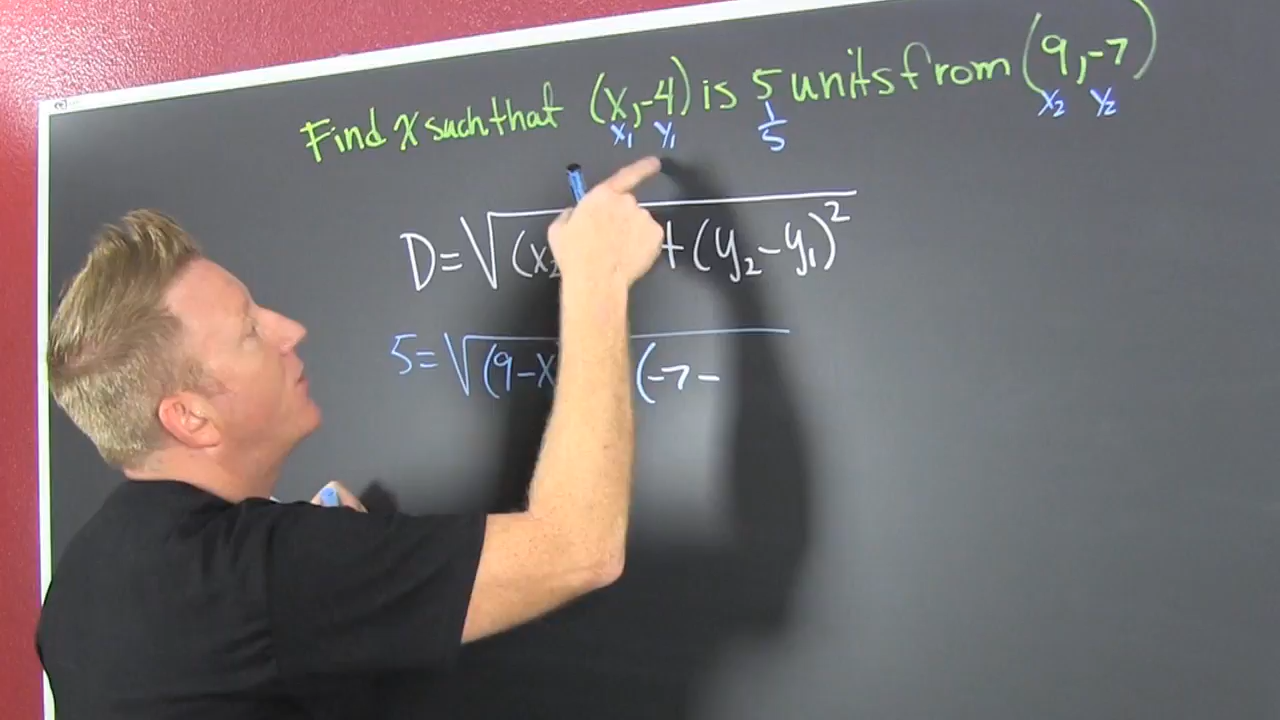 Find x such that (x,-4) is 5 units from (9,-7)
x₁ y₁ 1/5 x₂ y₂
D=√(x₂ + (y₂-y₁)²
5=√(9-x (-7-